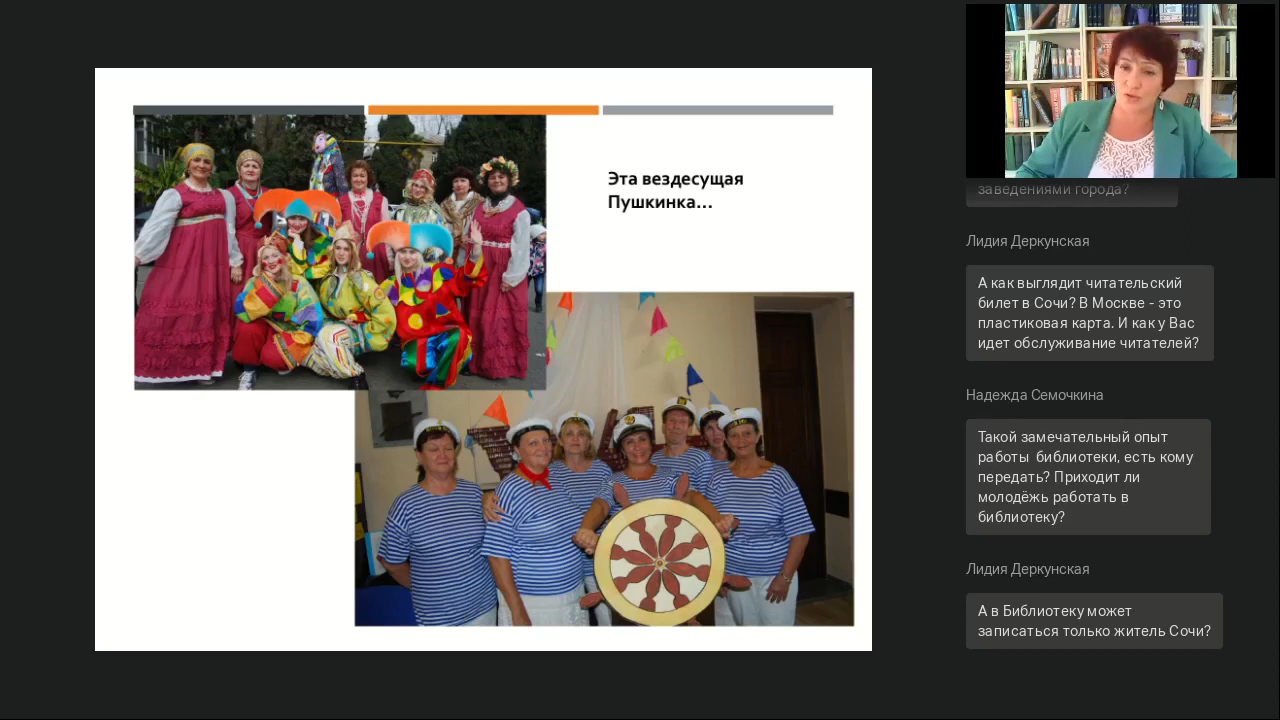 Эта вездесущая
Пушкинка...
заведениями города?
Лидия Деркунская
А как выглядит читательский
билет в Сочи? В Москве - это
пластиковая карта. И как у Вас
идет обслуживание читателей?
Надежда Семочкина
Такой замечательный опыт
работы  библиотеки, есть кому
передать? Приходит ли
молодёжь работать в
библиотеку?
Лидия Деркунская
А в Библиотеку может
записаться только житель Сочи?